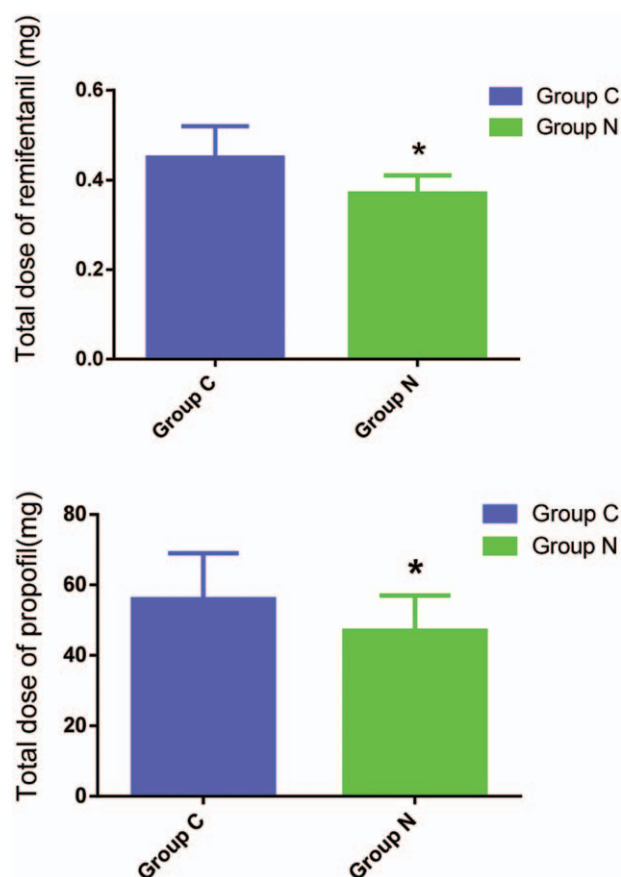 Total dose of remifentanil (mg)
0.6
0.4
0.2
0.0
*
Group C
Group N
Group C
Group N
Total dose of propofil(mg)
80
60
40
20
0
*
Group C
Group N
Group C
Group N